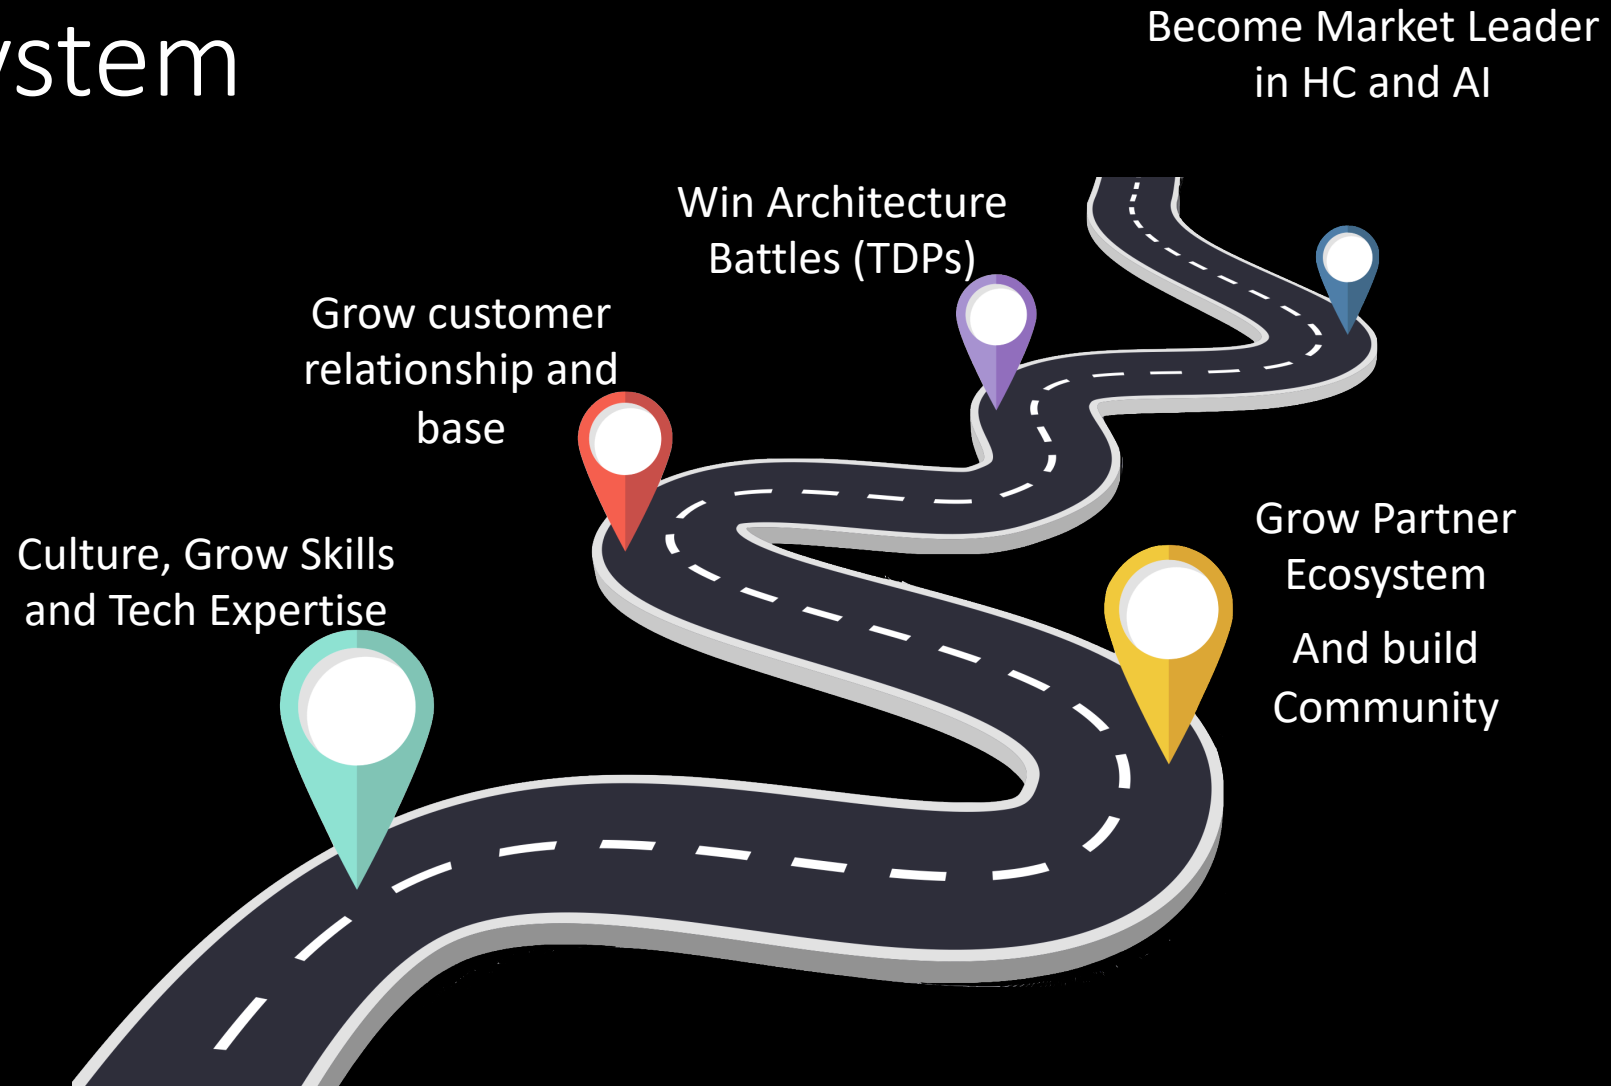 ystem
Become Market Leader
in HC and AI
Win Architecture
Battles (TDPs)
Grow customer
relationship and
base
Culture, Grow Skills
and Tech Expertise
Grow Partner
Ecosystem
And build
Community